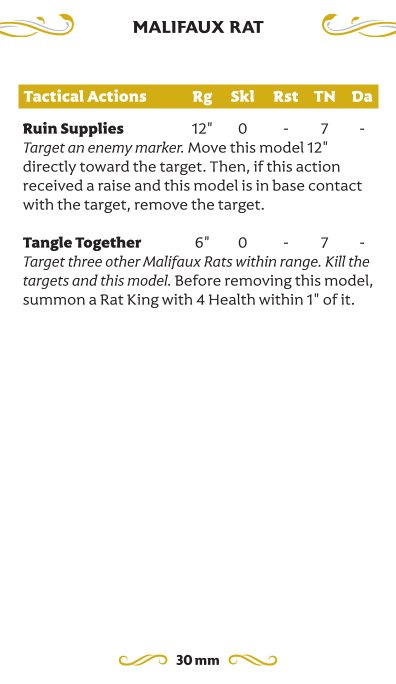 MALIFAUX RAT
Tactical Actions Rg Skl Rst TN Da
Ruin Supplies 12" 0 - 7 -
Target an enemy marker. Move this model 12"
directly toward the target. Then, if this action
received a raise and this model is in base contact
with the target, remove the target.
Tangle Together 6" 0 - 7 -
Target three other Malifaux Rats within range. Kill the
targets and this model. Before removing this model,
summon a Rat King with 4 Health within 1" of it.
30 mm